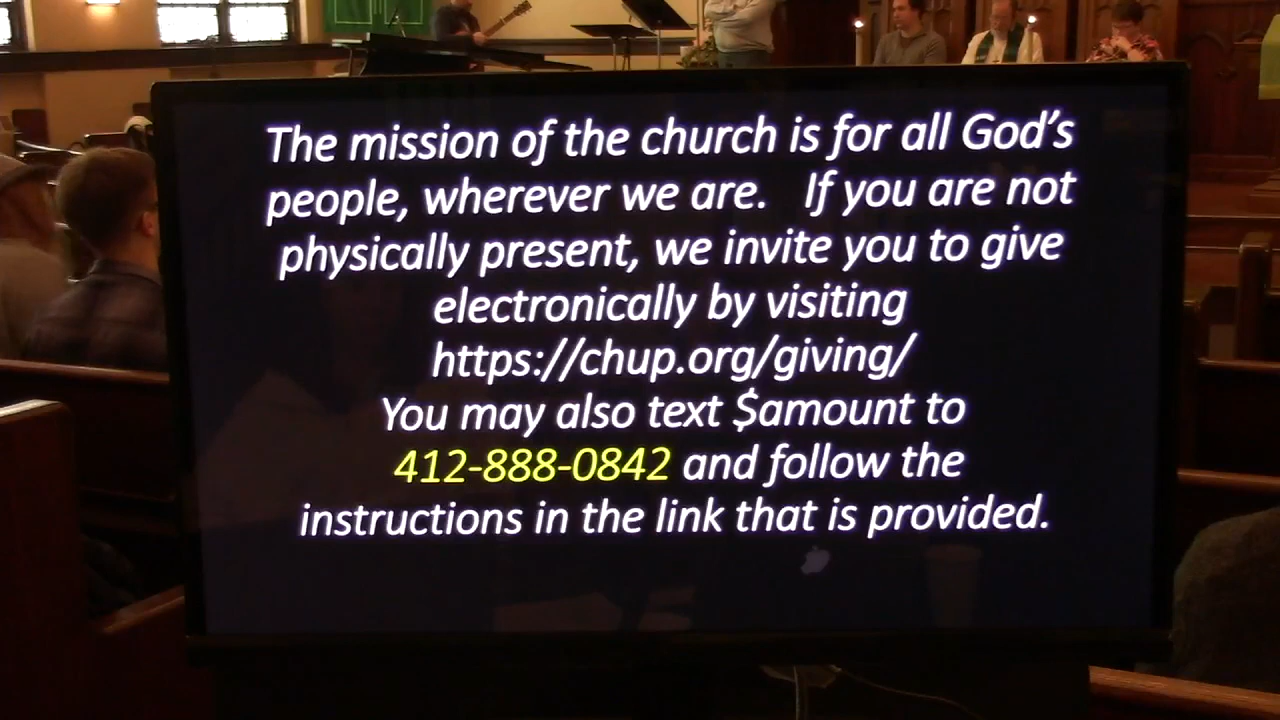 The mission of the church is for all God's
people, wherever we are.   If you are not
physically present, we invite you to give
electronically by visiting
https://chup.org/giving/
You may also text $amount to
412-888-0842 and follow the
instructions in the link that is provided.